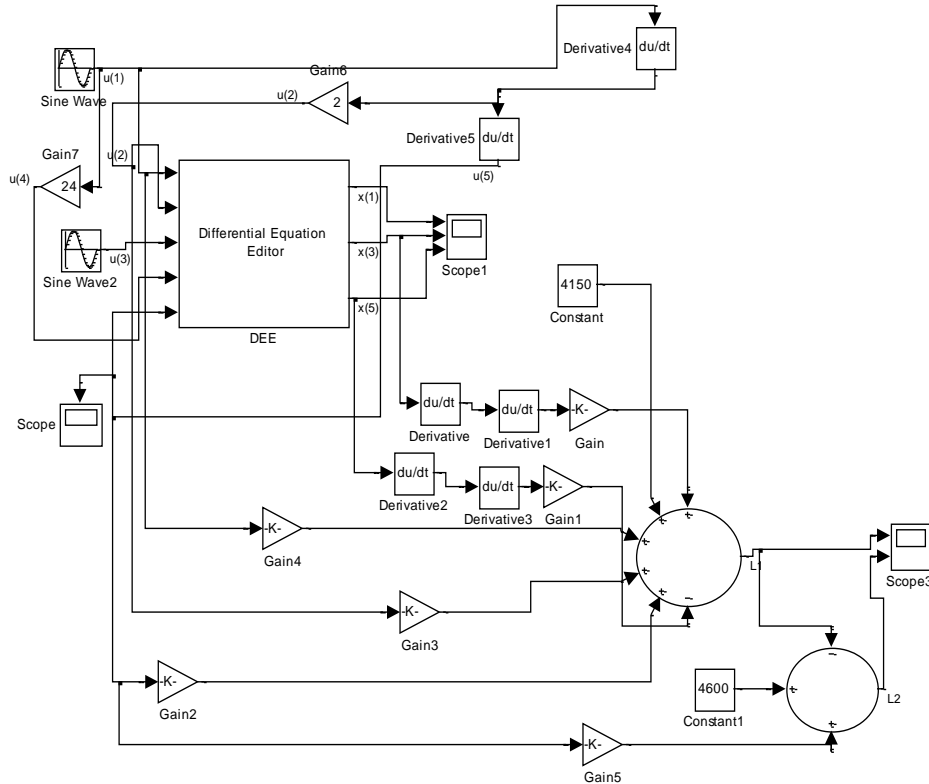 du/dt
Derivative4
Sine Wave
u(1)
Gain6
2
u(2)
du/dt
Derivative5
u(5)
u(2)
Gain7
24
u(4)
Differential Equation
Editor
DEE
x(1)
x(3)
x(5)
Scope1
u(3)
Sine Wave2
4150
Constant
Scope
du/dt
Derivative
du/dt
Derivative1
-K-
Gain
du/dt
Derivative2
du/dt
Derivative3
-K-
Gain1
-K-
Gain4
L1
Scope3
-K-
Gain3
-K-
Gain2
4600
Constant1
L2
-K-
Gain5